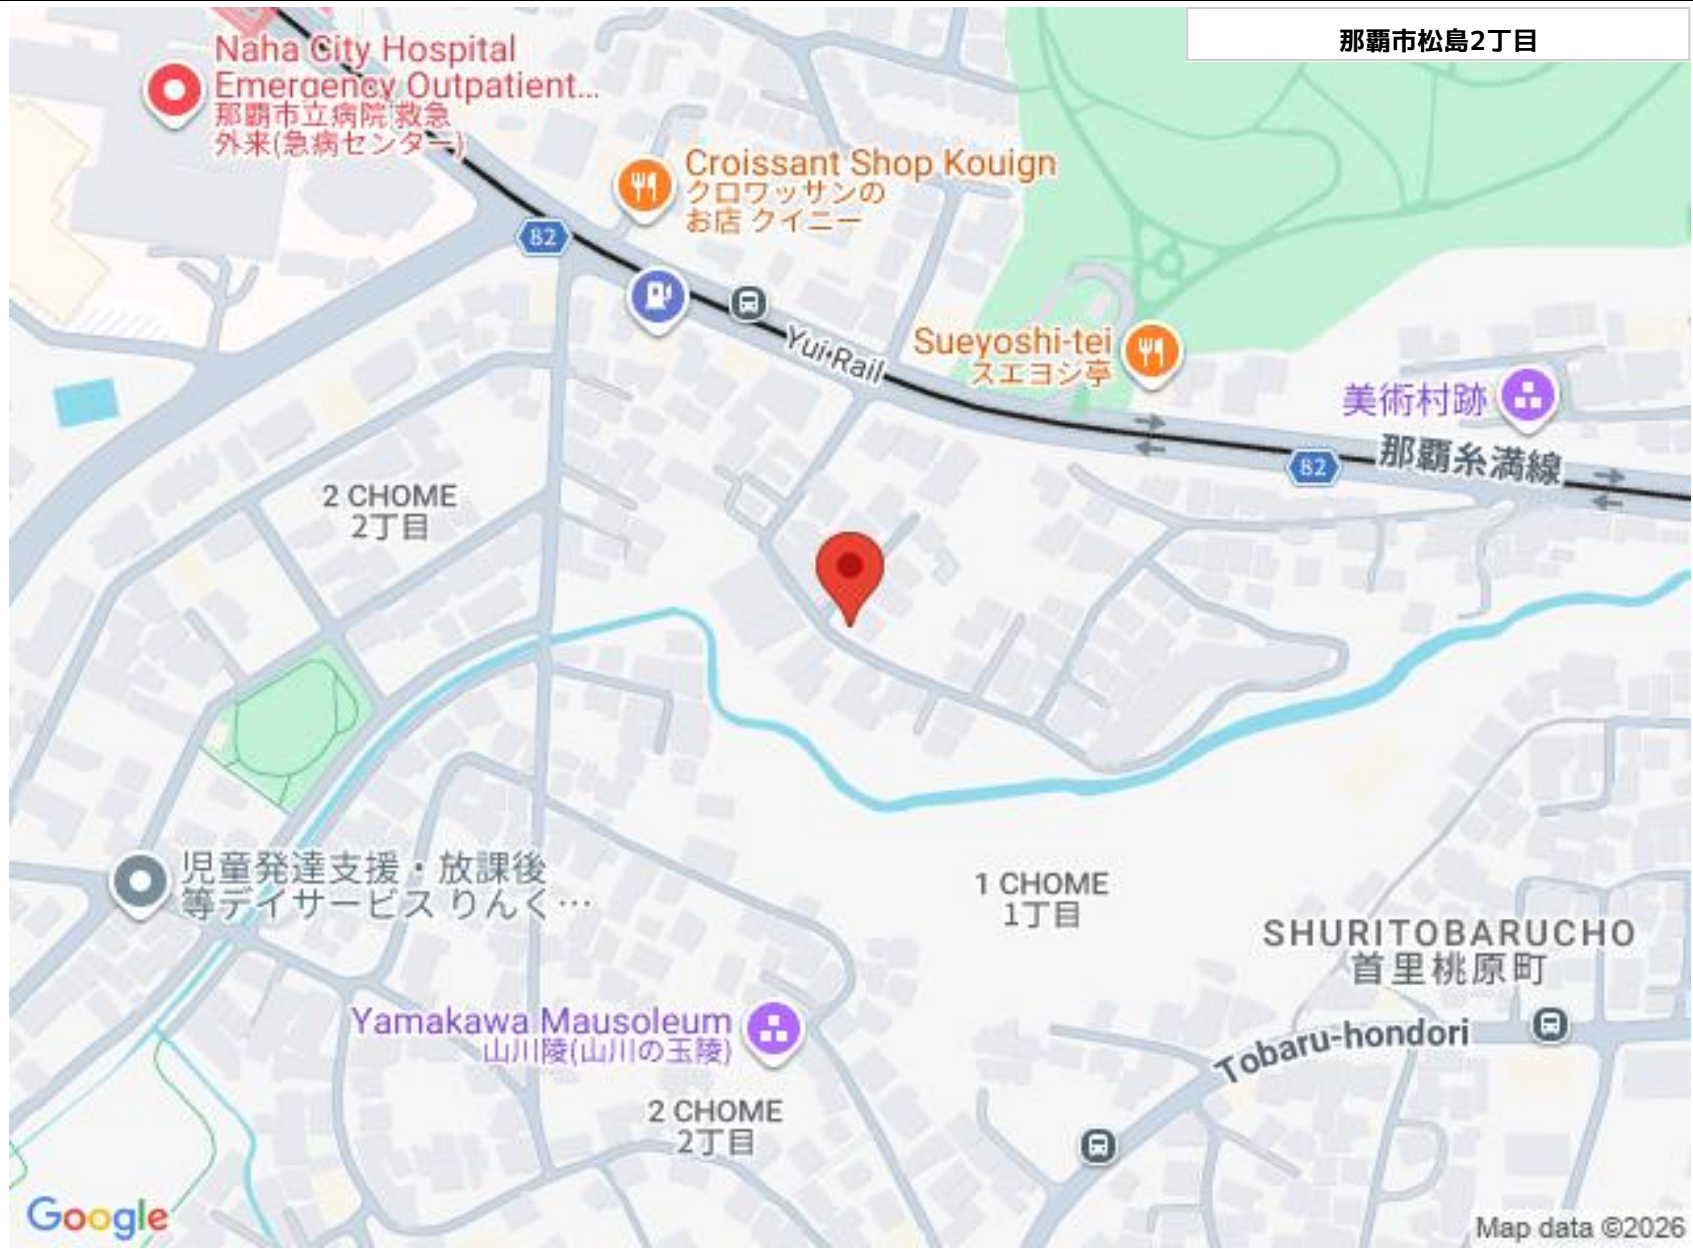 那覇市松島2丁目
Naha City Hospital
Emergency Outpatient...
那覇市立病院 救急
外来(急病センター)
Croissant Shop Kouign
クロワッサンの
お店 クイニー
82
Yui•Rail
Sueyoshi-tei
スエヨシ亭
美術村跡
那覇糸満線
82
2 CHOME
2丁目
児童発達支援・放課後
等デイサービス りんく…
1 CHOME
1丁目
SHURITOBARUCHO
首里桃原町
Yamakawa Mausoleum
山川陵(山川の玉陵)
Tobaru-hondori
2 CHOME
2丁目
Google
Map data ©2026